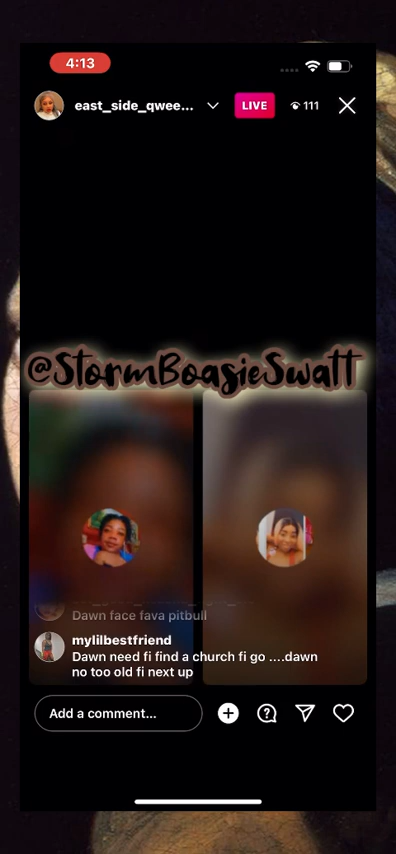 4:13
east_side_qwee...
LIVE
111
@StormBoasieSwatt
Dawn face fava pitbull
mylilbestfriend
Dawn need fi find a church fi go ....dawn
no too old fi next up
Add a comment...